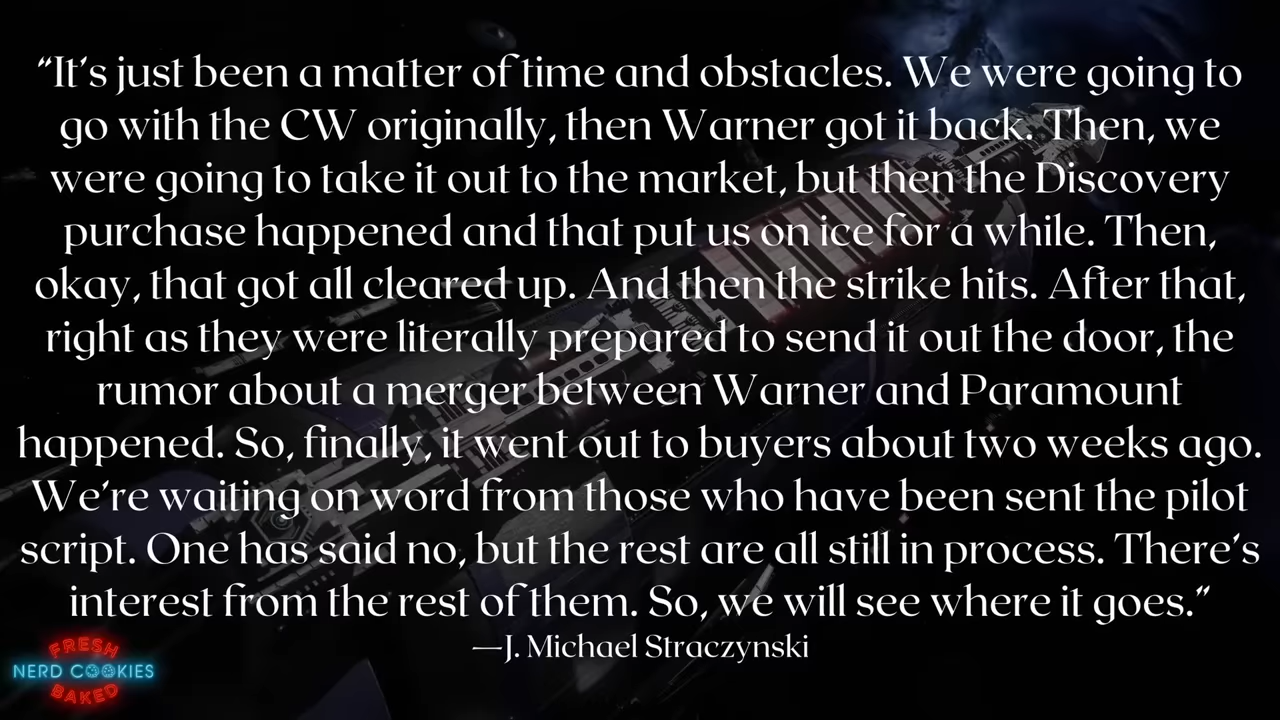 “It’s just been a matter of time and obstacles. We were going to
go with the CW originally, then Warner got it back. Then, we
were going to take it out to the market, but then the Discovery
purchase happened and that put us on ice for a while. Then,
okay, that got all cleared up. And then the strike hits. After that,
right as they were literally prepared to send it out the door, the
rumor about a merger between Warner and Paramount
happened. So, finally, it went out to buyers about two weeks ago.
We’re waiting on word from those who have been sent the pilot
script. One has said no, but the rest are all still in process. There’s
interest from the rest of them. So, we will see where it goes.”
—J. Michael Straczynski
FRESH
NERD COOKIES
BAKED